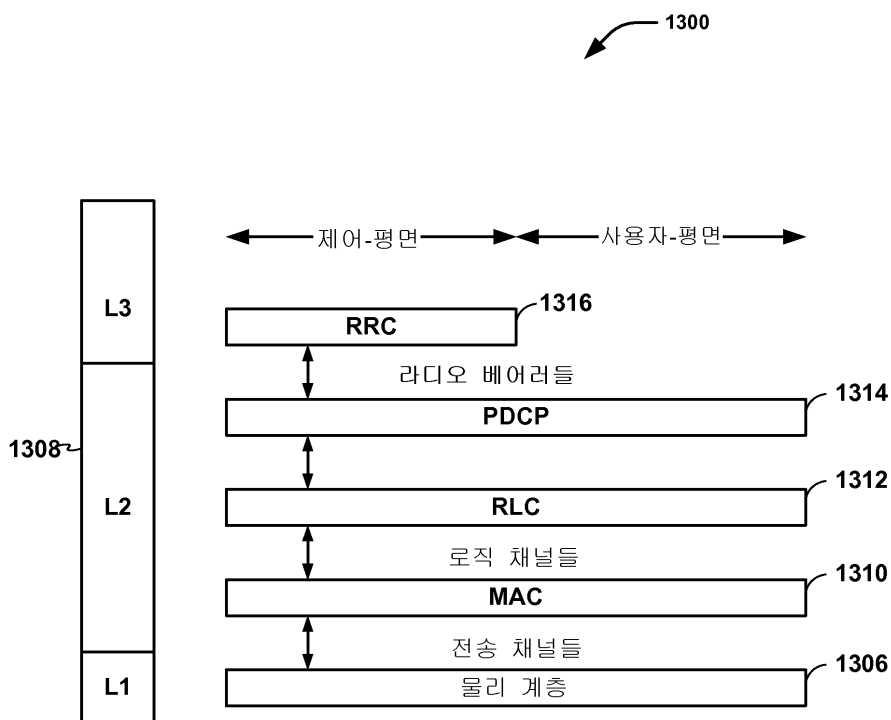 1300
제어-평면
사용자-평면
L3
1316
RRC
라디오 베어러들
1314
PDCP
1308
L2
1312
RLC
로직 채널들
1310
MAC
전송 채널들
1306
L1
물리 계층